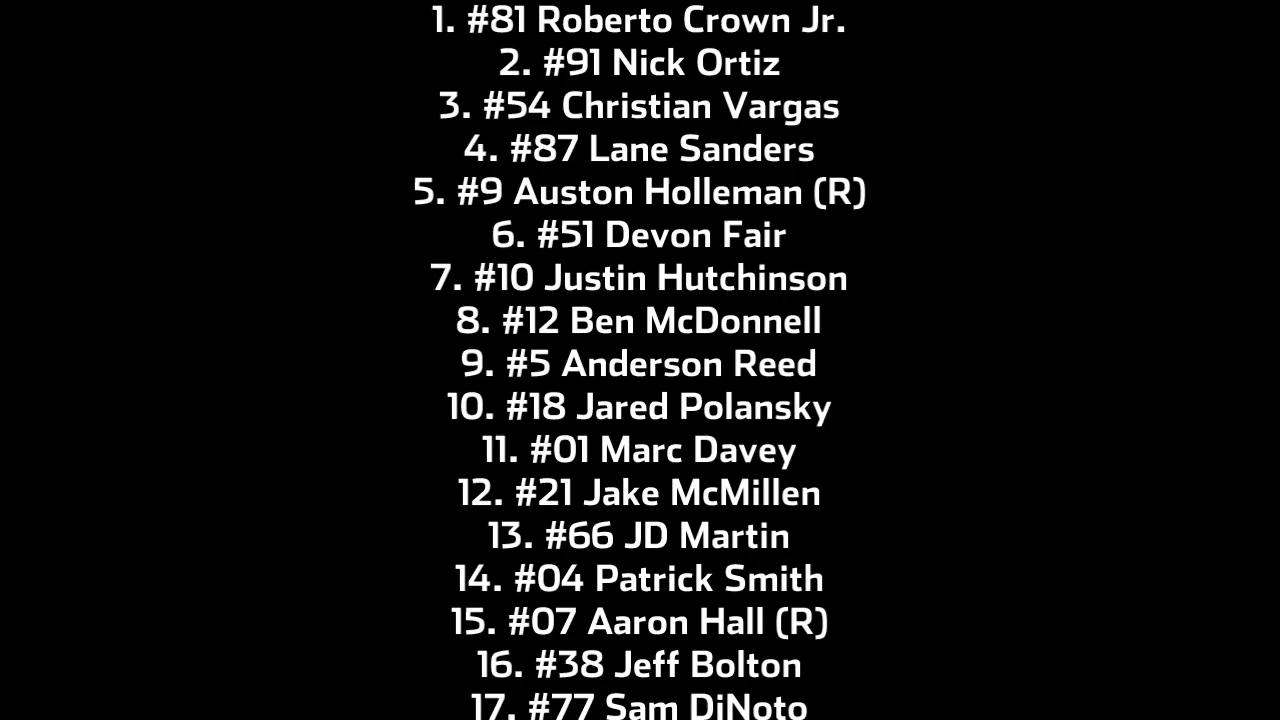 1. #81 Roberto Crown Jr.
2. #91 Nick Ortiz
3. #54 Christian Vargas
4. #87 Lane Sanders
5. #9 Auston Holleman (R)
6. #51 Devon Fair
7. #10 Justin Hutchinson
8. #12 Ben McDonnell
9. #5 Anderson Reed
10. #18 Jared Polansky
11. #01 Marc Davey
12. #21 Jake McMillen
13. #66 JD Martin
14. #04 Patrick Smith
15. #07 Aaron Hall (R)
16. #38 Jeff Bolton
17. #77 Sam DiNoto